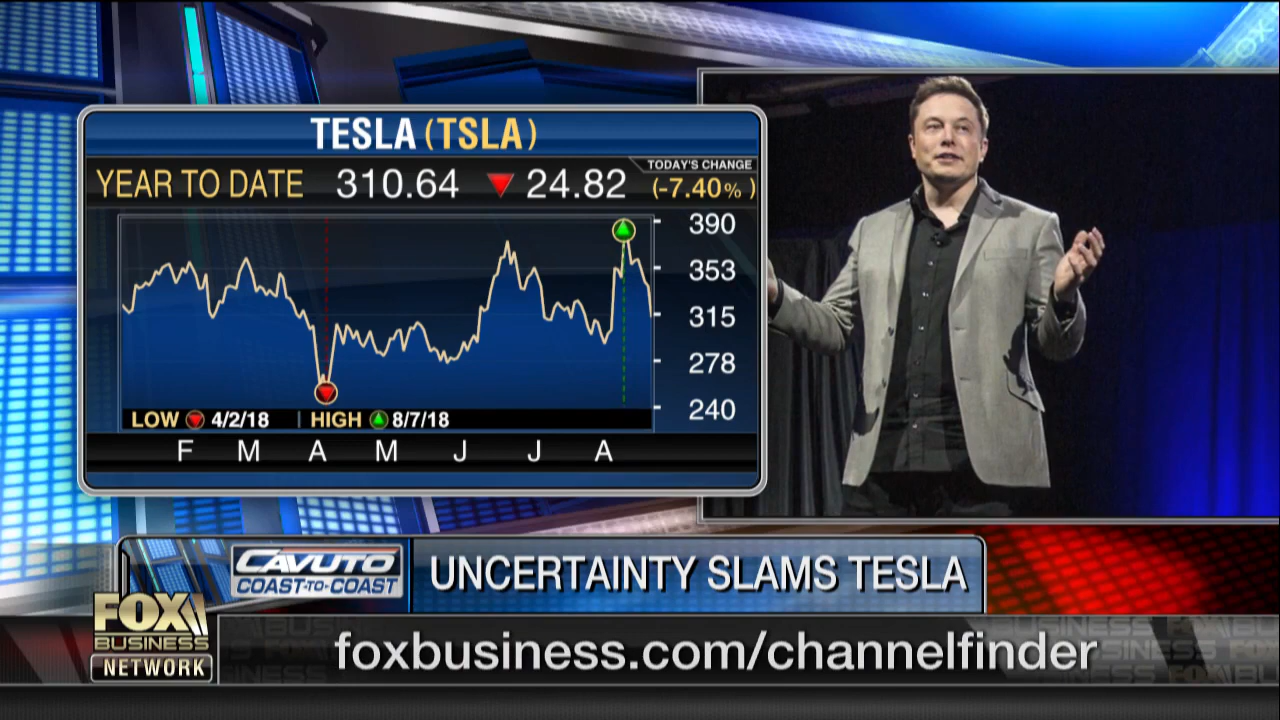 TESLA (TSLA)
TODAY'S CHANGE
YEAR TO DATE 310.64 ▼ 24.82 (-7.40%)
390
353
315
278
240
LOW 4/2/18 | HIGH 8/7/18
F M A M J J A
CAVUTO
COAST-TO-COAST
UNCERTAINTY SLAMS TESLA
FOX
BUSINESS
NETWORK
foxbusiness.com/channelfinder